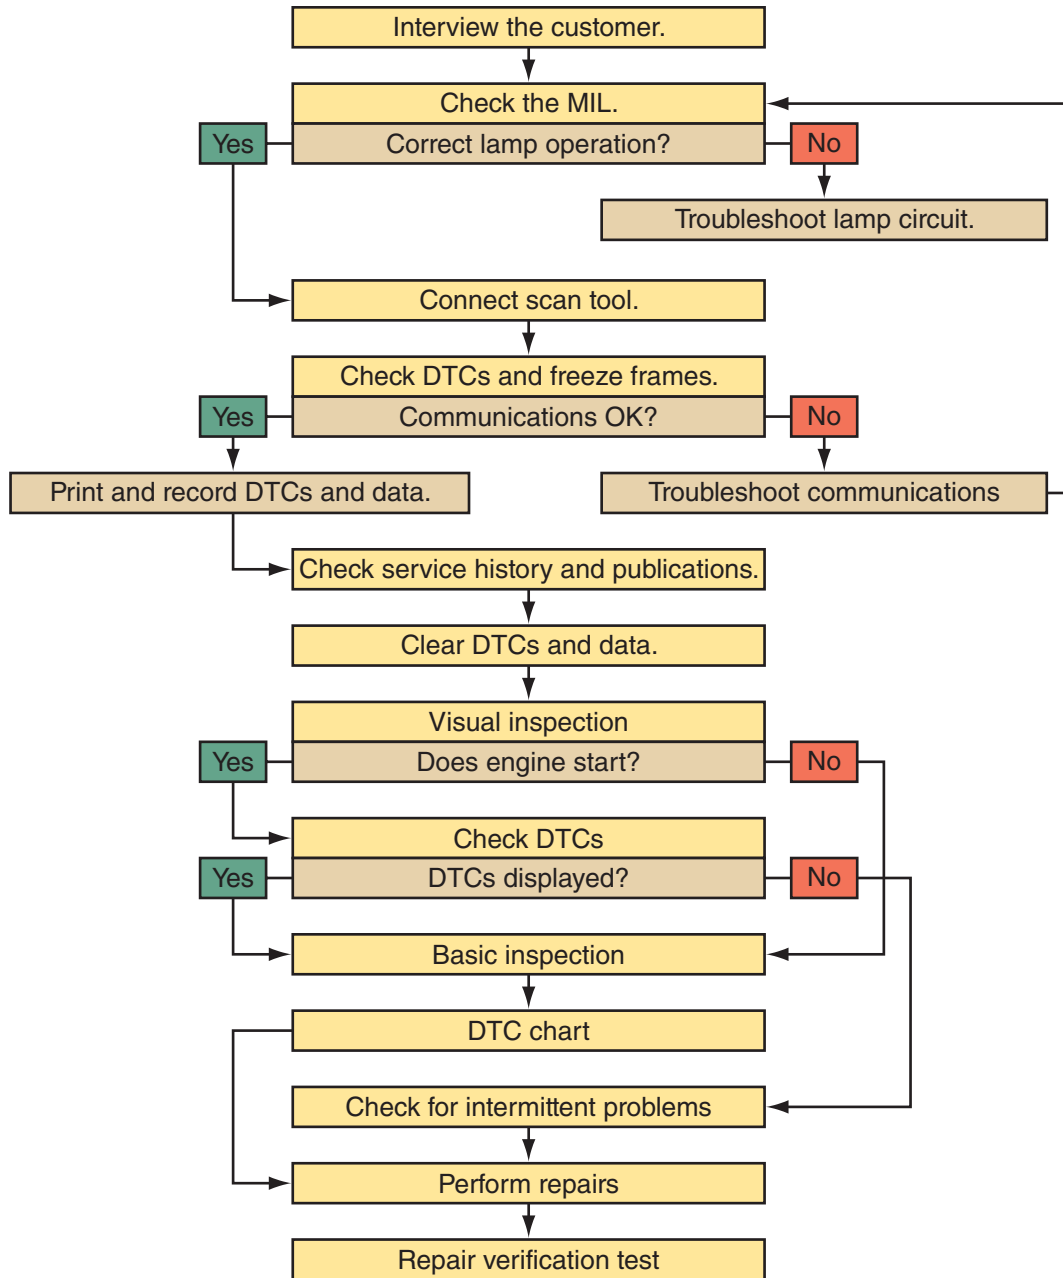 Interview the customer.
Check the MIL.
Yes
Correct lamp operation?
No
Troubleshoot lamp circuit.
Connect scan tool.
Check DTCs and freeze frames.
Yes
Communications OK?
No
Print and record DTCs and data.
Troubleshoot communications
Check service history and publications.
Clear DTCs and data.
Visual inspection
Yes
Does engine start?
No
Check DTCs
Yes
DTCs displayed?
No
Basic inspection
DTC chart
Check for intermittent problems
Perform repairs
Repair verification test